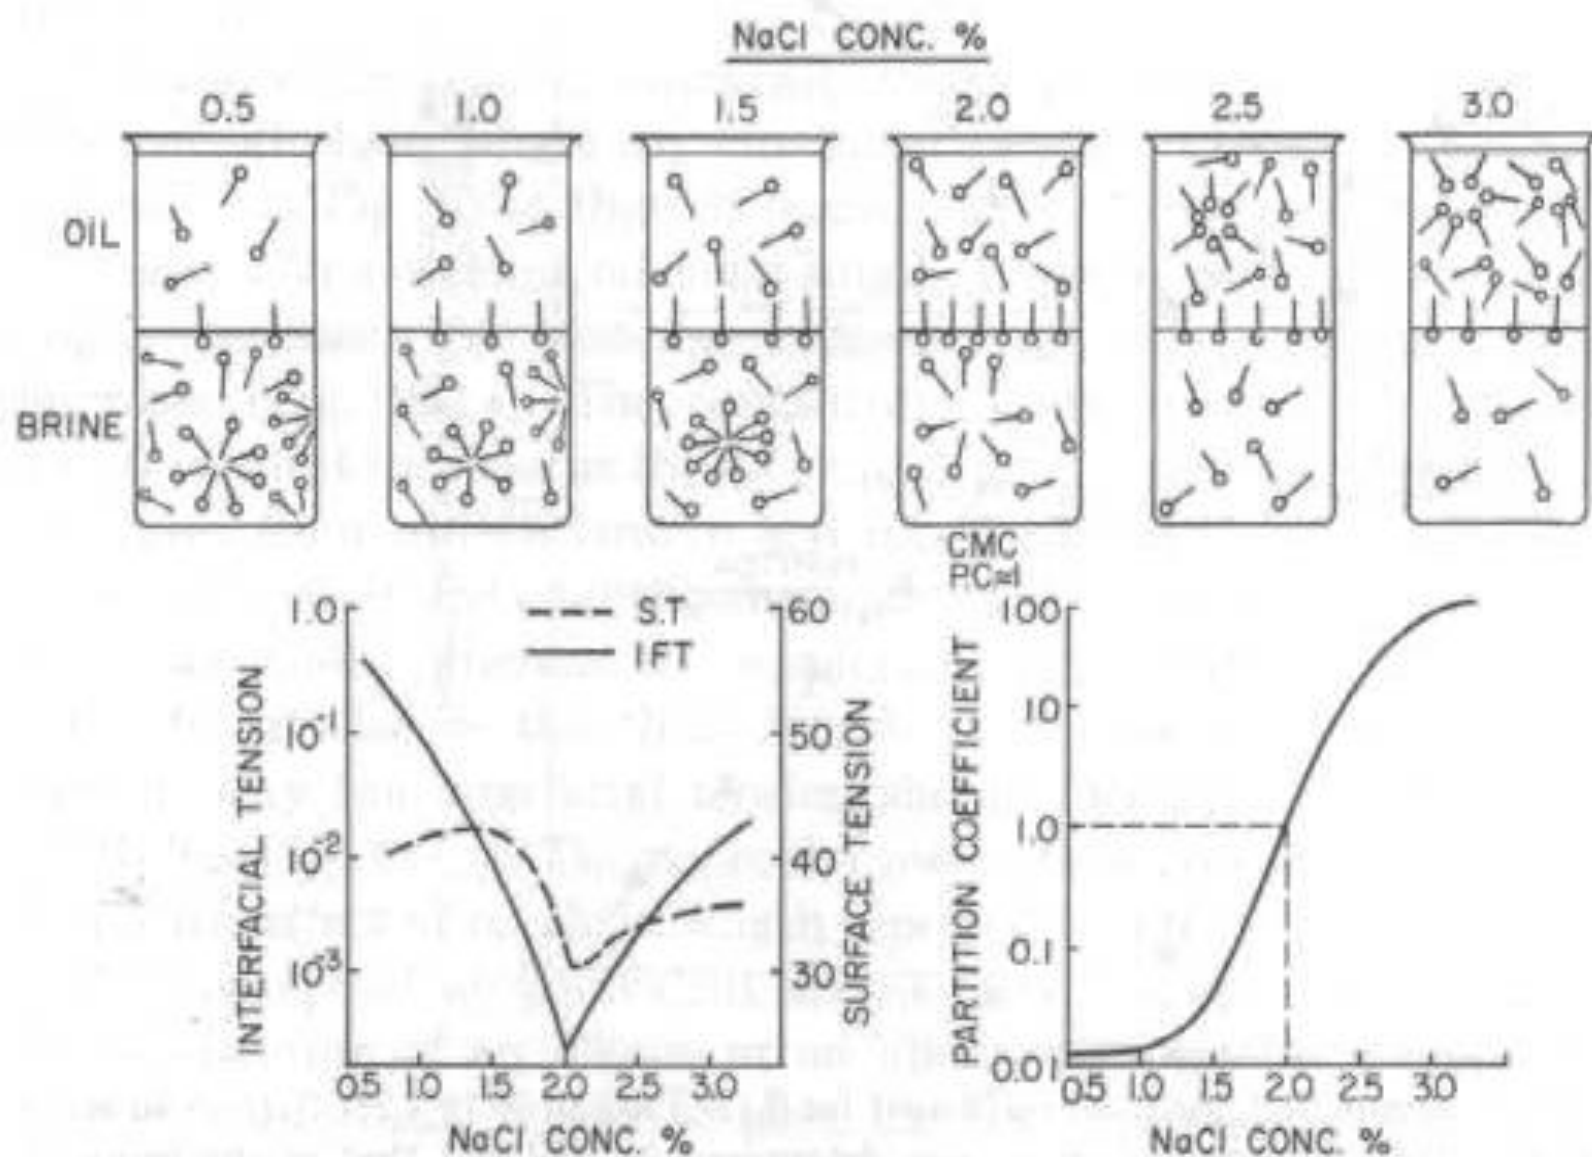 NaCl CONC. %
0.5 1.0 1.5 2.0 2.5 3.0
OIL
BRINE
CMC
P.C≈1
1.0
10-1
10-2
10-3
INTERFACIAL TENSION
S.T
IFT
60
50
40
30
SURFACE TENSION
0.5 1.0 1.5 2.0 2.5 3.0
NaCl CONC. %
PARTITION COEFFICIENT
100
10
1.0
0.1
0.01
0.5 1.0 1.5 2.0 2.5 3.0
NaCl CONC. %